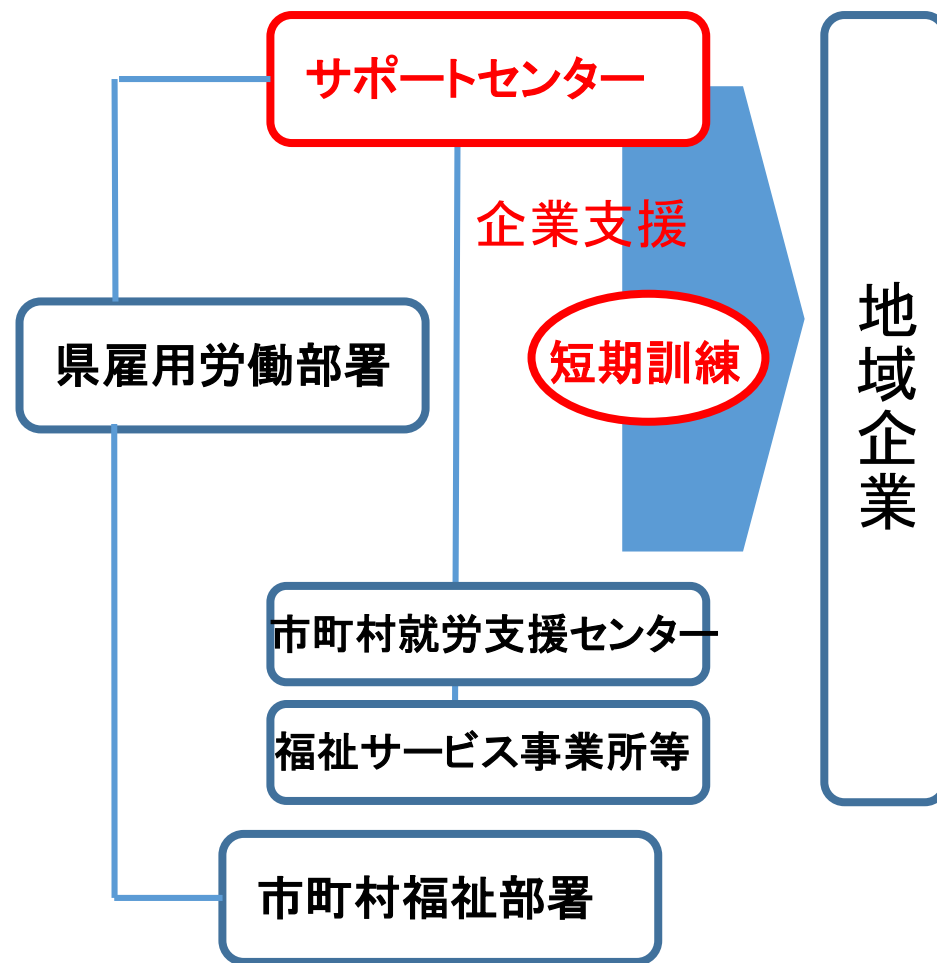 サポートセンター
企業支援
県雇用労働部署
短期訓練
地域企業
市町村就労支援センター
福祉サービス事業所等
市町村福祉部署